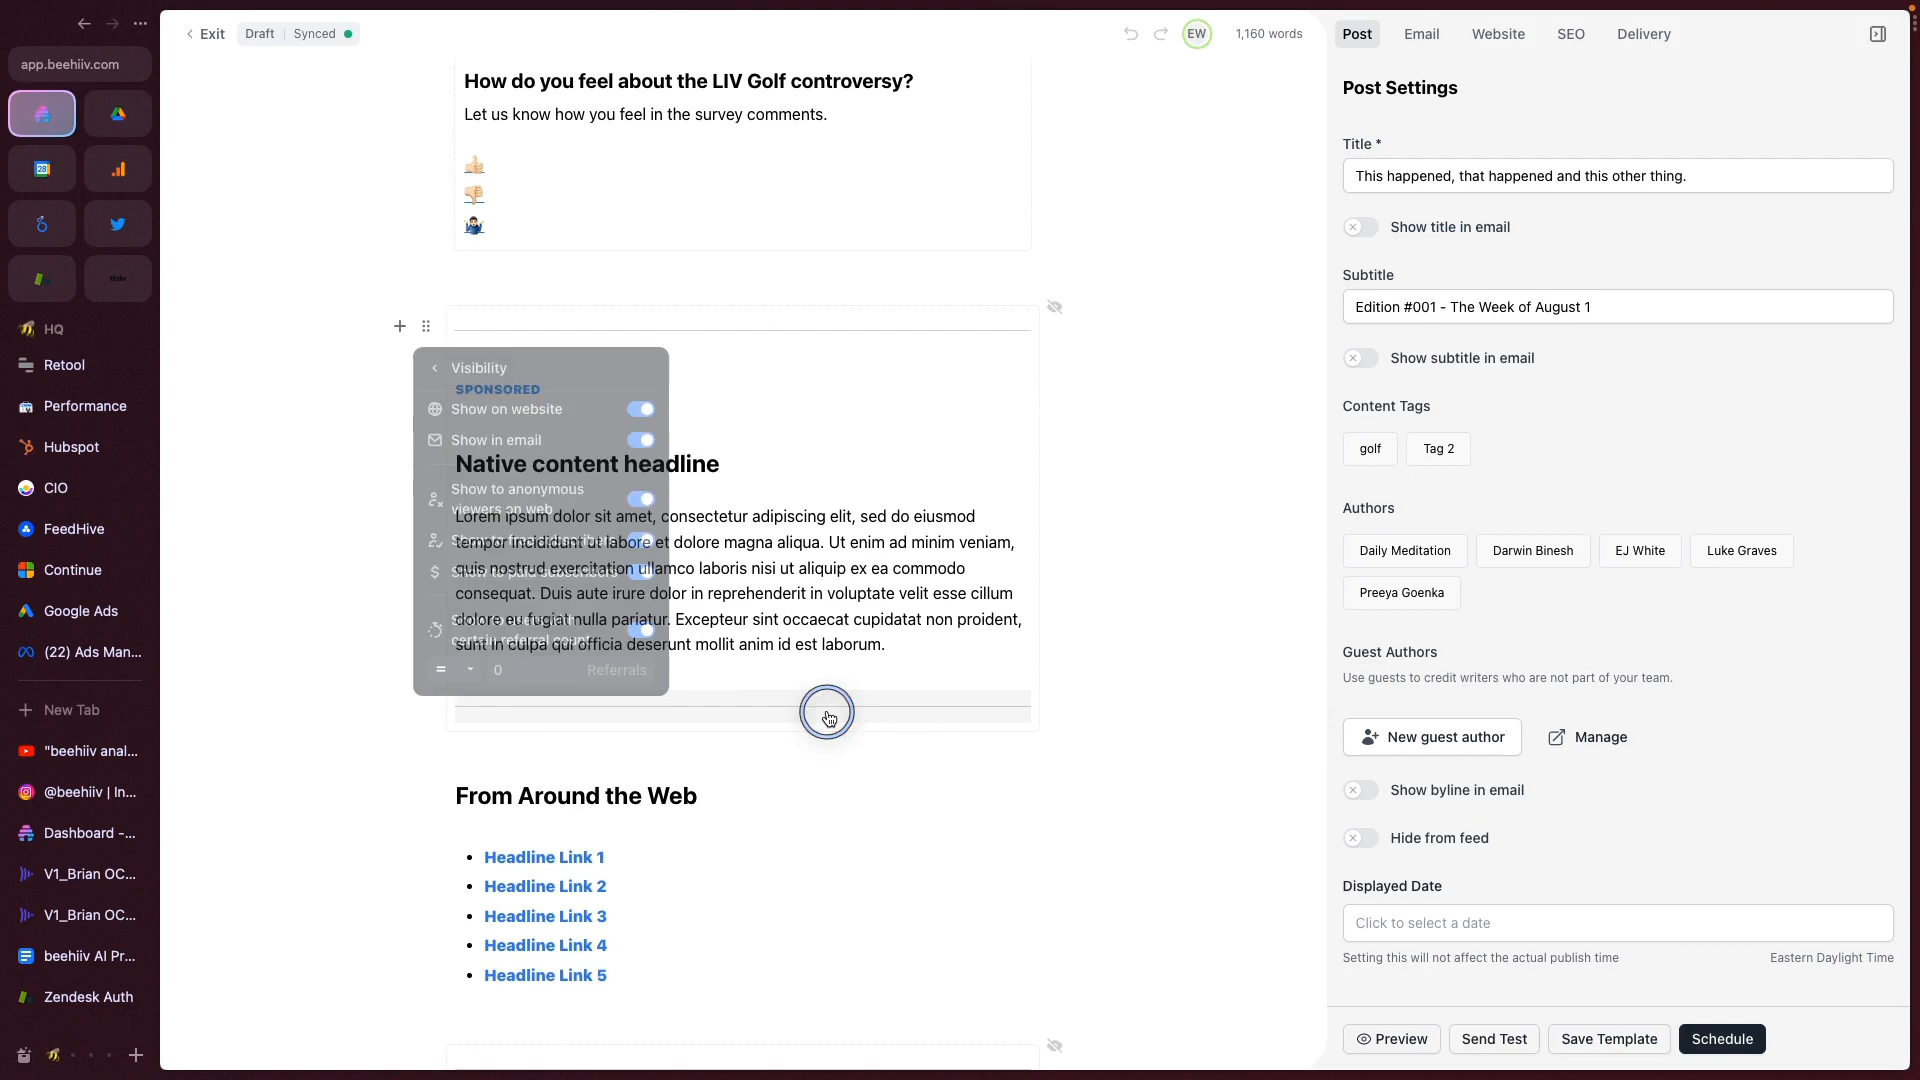 app.beehiiv.com
28
HQ
Retool
Performance
Hubspot
CIO
FeedHive
Continue
Google Ads
(22) Ads Man...
New Tab
"beehiiv anal...
@beehiiv | In...
Dashboard -...
V1_Brian OC...
V1_Brian OC...
beehiiv AI Pr...
Zendesk Auth
Exit
Draft
Synced
EW
1,160 words
How do you feel about the LIV Golf controversy?
Let us know how you feel in the survey comments.
Visibility
SPONSORED
Show on website
Show in email
Native content headline
Show to anonymous
viewers on web
Lorem ipsum dolor sit amet, consectetur adipiscing elit, sed do eiusmod
Show to free subscribers
tempor incididunt ut labore et dolore magna aliqua. Ut enim ad minim veniam,
quis nostrud exercitation ullamco laboris nisi ut aliquip ex ea commodo
Show to paid subscribers
consequat. Duis aute irure dolor in reprehenderit in voluptate velit esse cillum
dolore eu fugiat nulla pariatur. Excepteur sint occaecat cupidatat non proident,
certain referral count
sunt in culpa qui officia deserunt mollit anim id est laborum.
= 0 Referrals
From Around the Web
• Headline Link 1
• Headline Link 2
• Headline Link 3
• Headline Link 4
• Headline Link 5
Post
Email
Website
SEO
Delivery
Post Settings
Title *
This happened, that happened and this other thing.
Show title in email
Subtitle
Edition #001 - The Week of August 1
Show subtitle in email
Content Tags
golf
Tag 2
Authors
Daily Meditation
Darwin Binesh
EJ White
Luke Graves
Preeya Goenka
Guest Authors
Use guests to credit writers who are not part of your team.
New guest author
Manage
Show byline in email
Hide from feed
Displayed Date
Click to select a date
Setting this will not affect the actual publish time
Eastern Daylight Time
Preview
Send Test
Save Template
Schedule